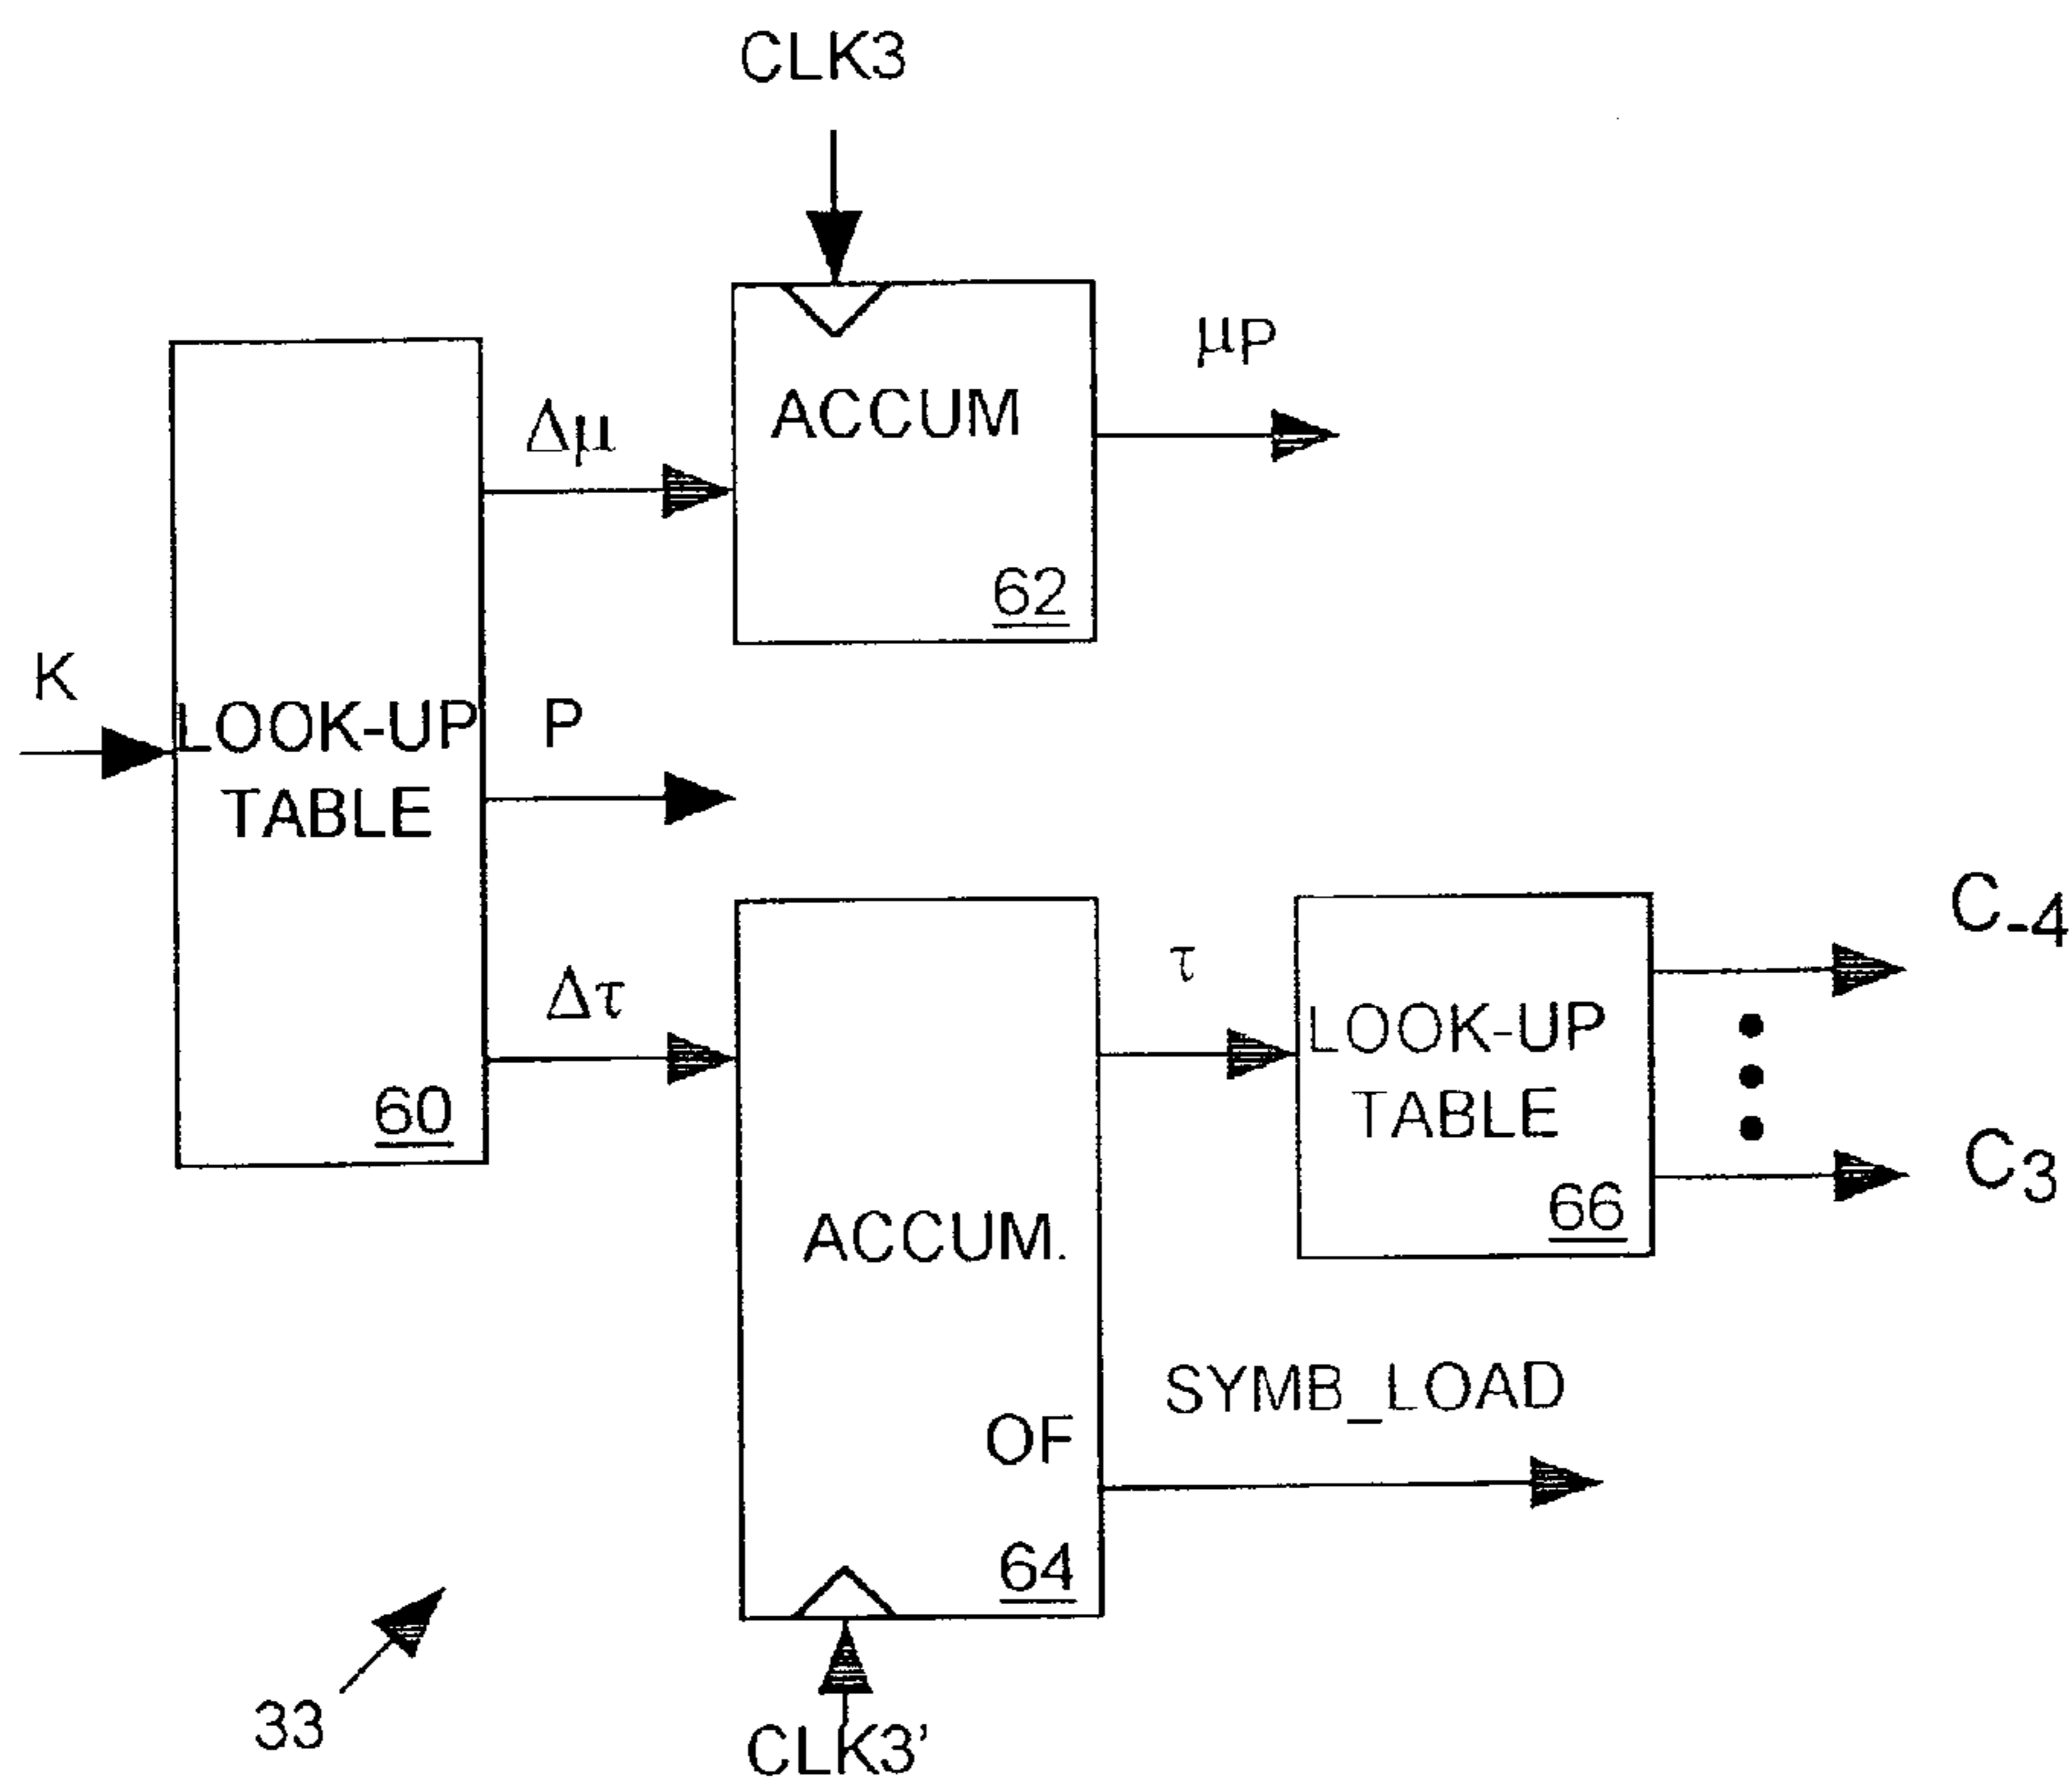 CLK3
μP
ACCUM
Δμ
62
K
LOOK-UP
TABLE
P
60
Δτ
τ
LOOK-UP
TABLE
66
C-4
C3
ACCUM.
OF
SYMB_LOAD
64
33
CLK3'